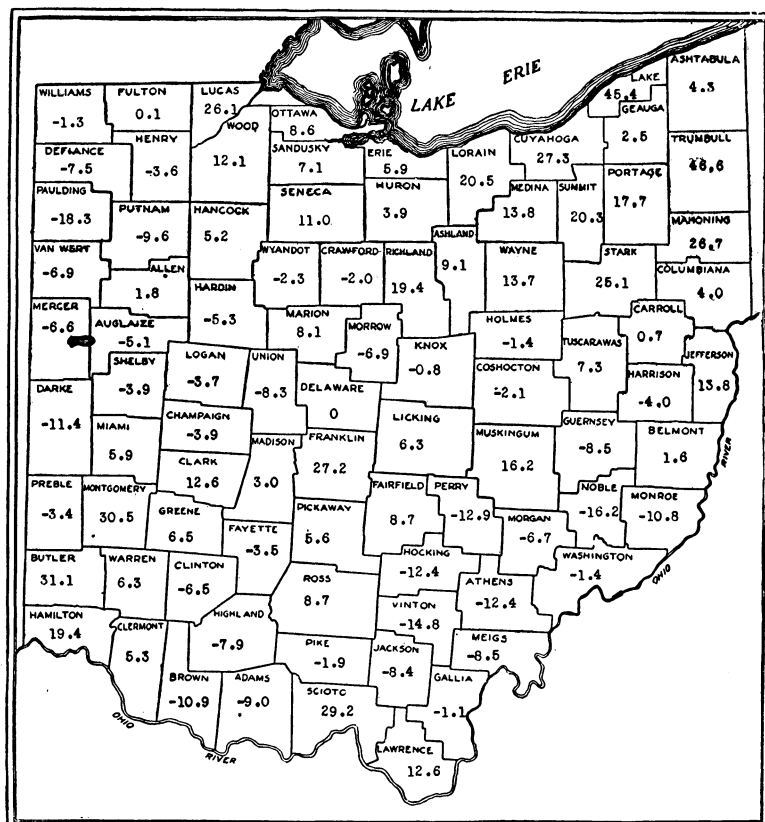 LAKE ERIE
WILLIAMS
-1.3
FULTON
0.1
LUCAS
26.1
OTTAWA
8.6
LAKE
45.4
ASHTABULA
4.3
GEAUGA
2.5
DEFIANCE
-7.5
HENRY
-3.6
WOOD
12.1
SANDUSKY
7.1
ERIE
5.9
LORAIN
20.5
CUYAHOGA
27.3
TRUMBULL
PAULDING
-18.3
PUTNAM
-9.6
HANCOCK
5.2
SENECA
11.0
HURON
3.9
MEDINA
13.8
SUMMIT
20.3
PORTAGE
17.7
MAHONING
26.7
VAN WERT
-6.9
ALLEN
1.8
WYANDOT
-2.3
CRAWFORD
-2.0
RICHLAND
19.4
ASHLAND
9.1
WAYNE
13.7
STARK
25.1
COLUMBIANA
4.0
MERCER
-6.6
AUGLAIZE
-5.1
HARDIN
-5.3
MARION
8.1
MORROW
-6.9
KNOX
-0.8
HOLMES
-1.4
TUSCARAWAS
7.3
CARROLL
0.7
JEFFERSON
13.8
SHELBY
-3.9
LOGAN
-3.7
UNION
-8.3
DELAWARE
0
COSHOCTON
-2.1
HARRISON
-4.0
DARKE
-11.4
MIAMI
5.9
CHAMPAIGN
-3.9
LICKING
6.3
MUSKINGUM
16.2
GUERNSEY
-8.5
BELMONT
1.6
CLARK
12.6
MADISON
3.0
FRANKLIN
27.2
PREBLE
-3.4
MONTGOMERY
30.5
GREENE
6.5
FAYETTE
-3.5
PICKAWAY
5.6
FAIRFIELD
8.7
PERRY
-12.9
MORGAN
-6.7
NOBLE
-16.2
MONROE
-10.8
BUTLER
31.1
WARREN
6.3
CLINTON
-6.5
ROSS
8.7
HOCKING
-12.4
ATHENS
-12.4
WASHINGTON
-1.4
HAMILTON
19.4
CLERMONT
5.3
HIGHLAND
-7.9
PIKE
-1.9
VINTON
-14.8
JACKSON
-8.4
MEIGS
-8.5
BROWN
-10.9
ADAMS
-9.0
SCIOTO
29.2
GALLIA
-1.1
LAWRENCE
12.6
OHIO
RIVER
OHIO
RIVER